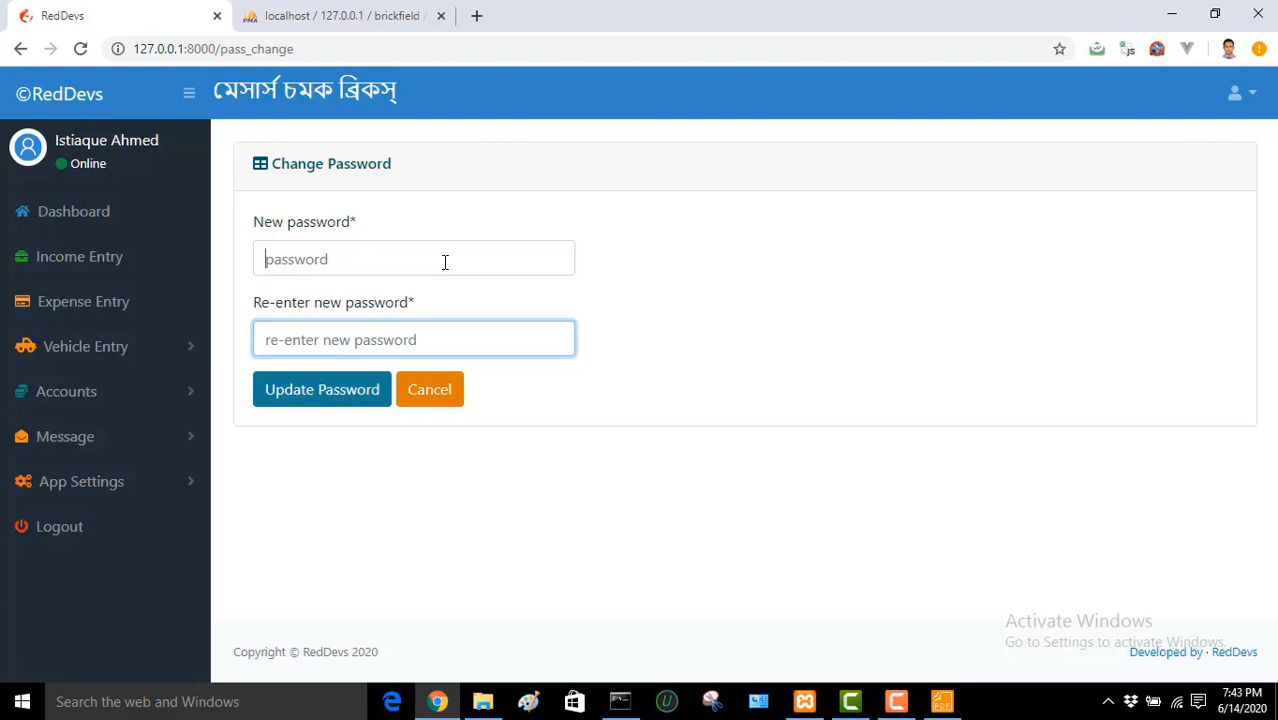 RedDevs
localhost / 127.0.0.1 / brickfield /
127.0.0.1:8000/pass_change
©RedDevs
মেসার্স চমক ব্রিকস্
Istiaque Ahmed
Online
Dashboard
Income Entry
Expense Entry
Vehicle Entry
Accounts
Message
App Settings
Logout
Change Password
New password*
password
Re-enter new password*
re-enter new password
Update Password
Cancel
Activate Windows
Go to Settings to activate Windows.
Copyright © RedDevs 2020
Developed by · RedDevs
Search the web and Windows
7:43 PM
6/14/2020